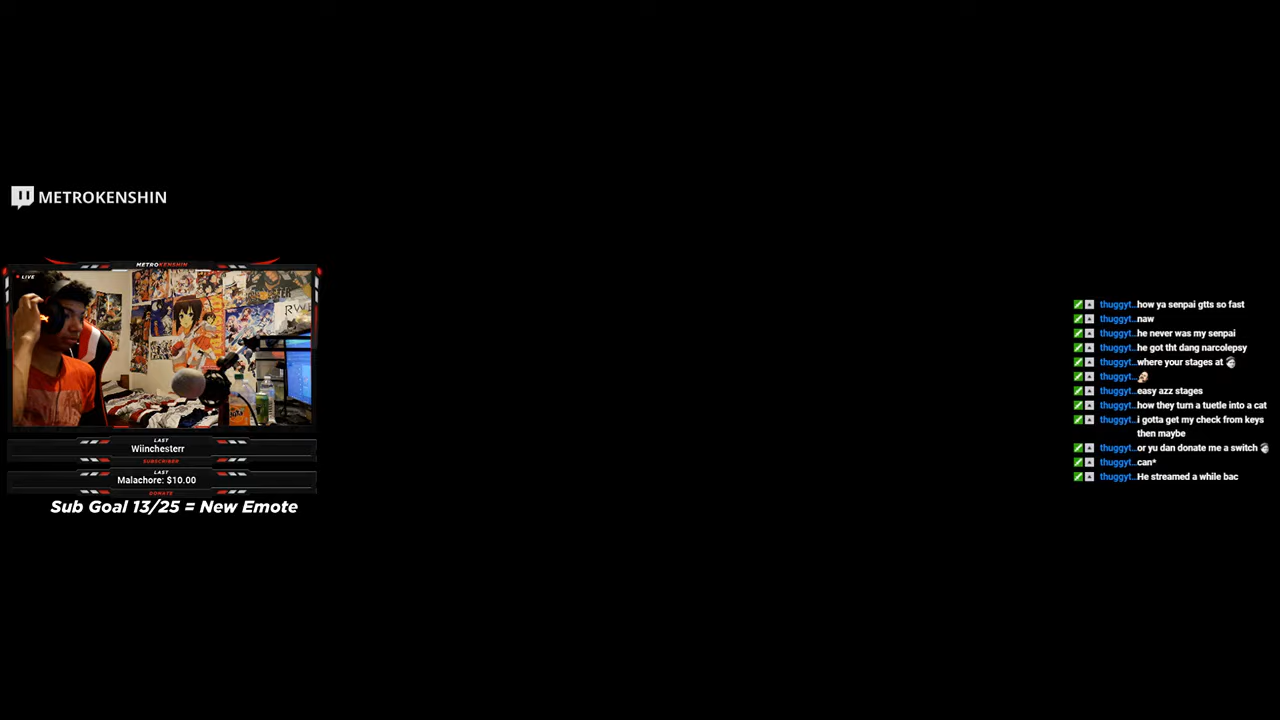 METROKENSHIN
METROKENSHIN
LIVE
LAST
Wiinchesterr
SUBSCRIBER
LAST
Malachore: $10.00
DONATE
Sub Goal 13/25 = New Emote
thuggyt..how ya senpai gtts so fast
thuggyt..naw
thuggyt..he never was my senpai
thuggyt..he got tht dang narcolepsy
thuggyt..where your stages at
thuggyt..
thuggyt..easy azz stages
thuggyt..how they turn a tuetle into a cat
thuggyt..i gotta get my check from keys
then maybe
thuggyt..or yu dan donate me a switch
thuggyt..can*
thuggyt..He streamed a while bac